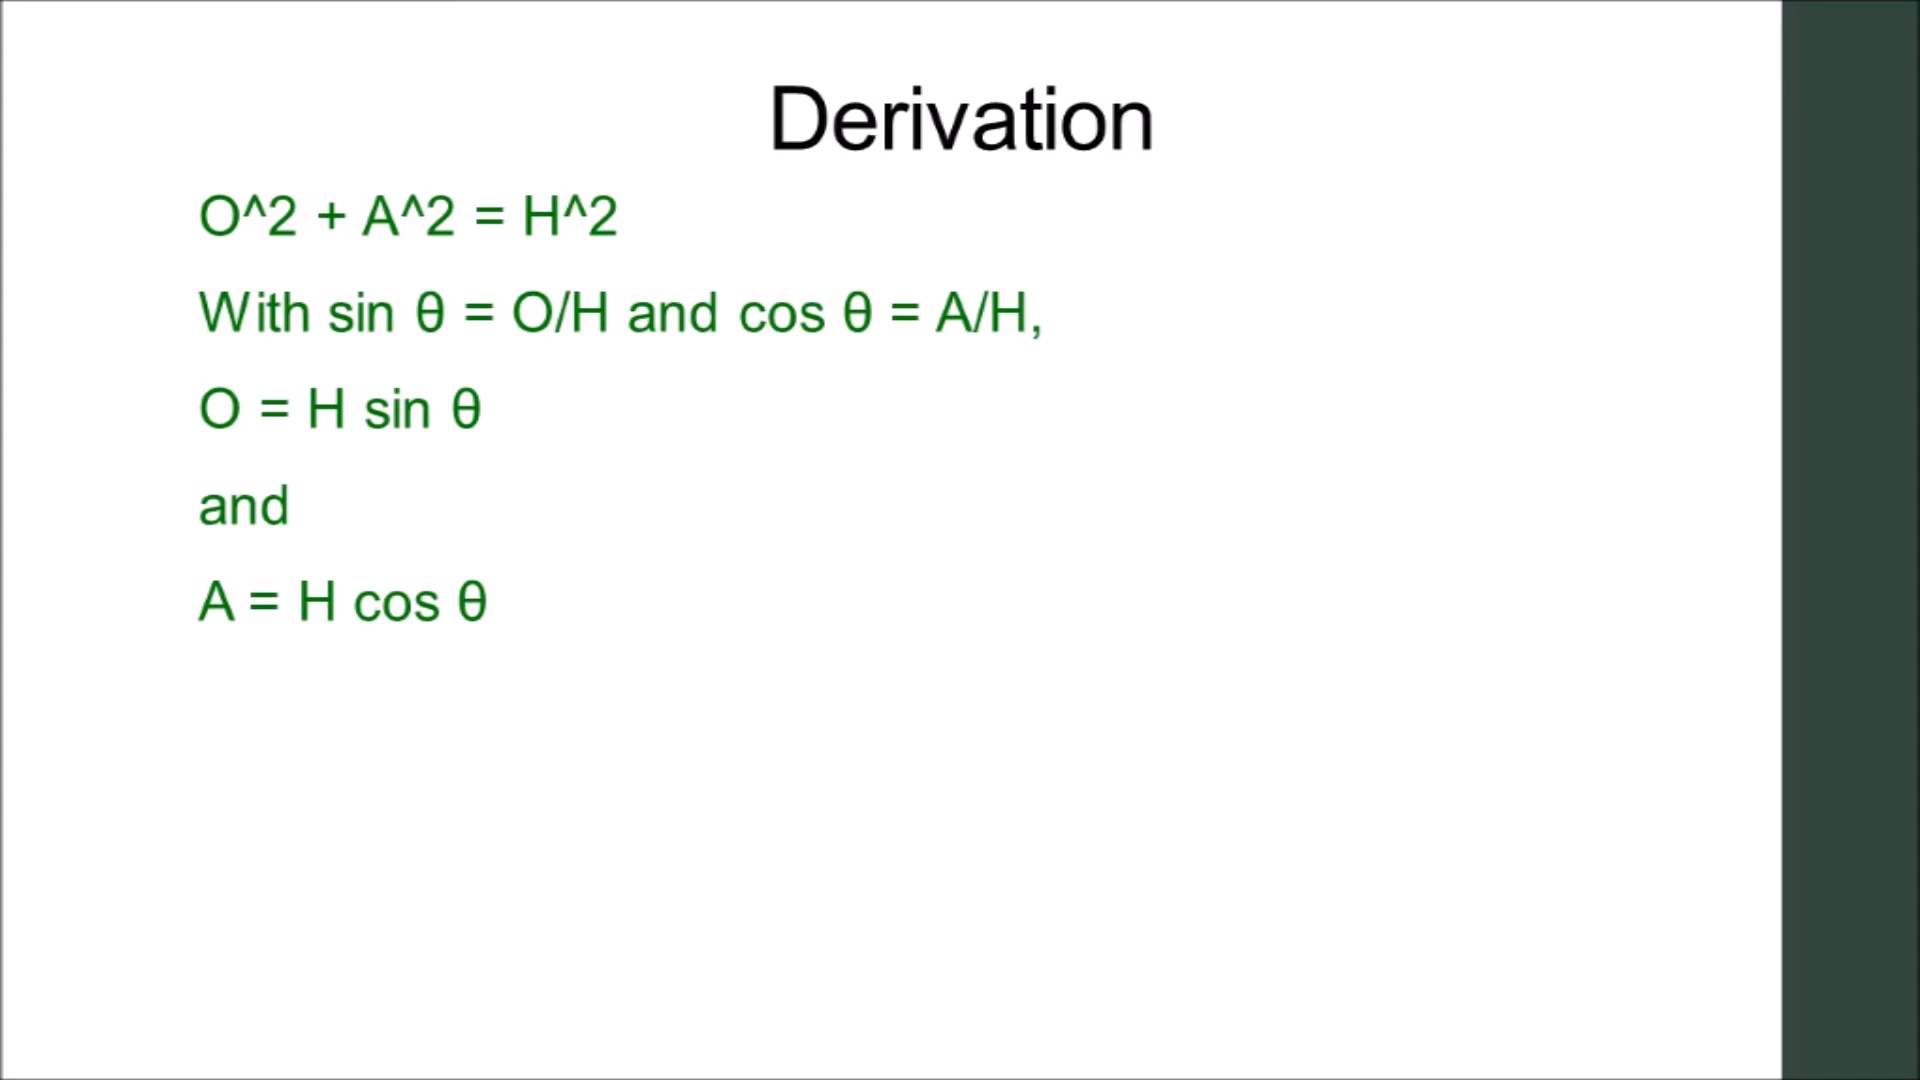 Derivation
O^2 + A^2 = H^2
With sin θ = O/H and cos θ = A/H,
O = H sin θ
and
A = H cos θ